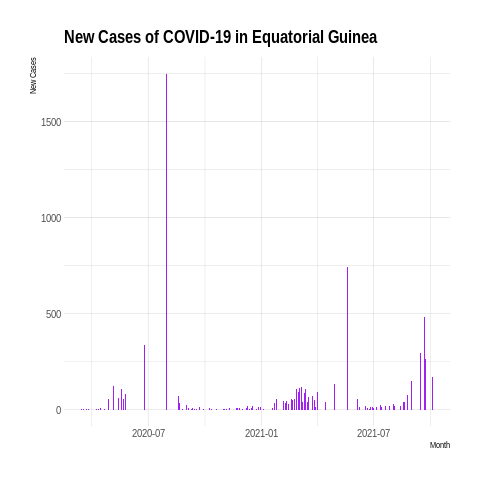 New Cases of COVID-19 in Equatorial Guinea
New Cases
1500
1000
500
0
2020-07
2021-01
2021-07
Month